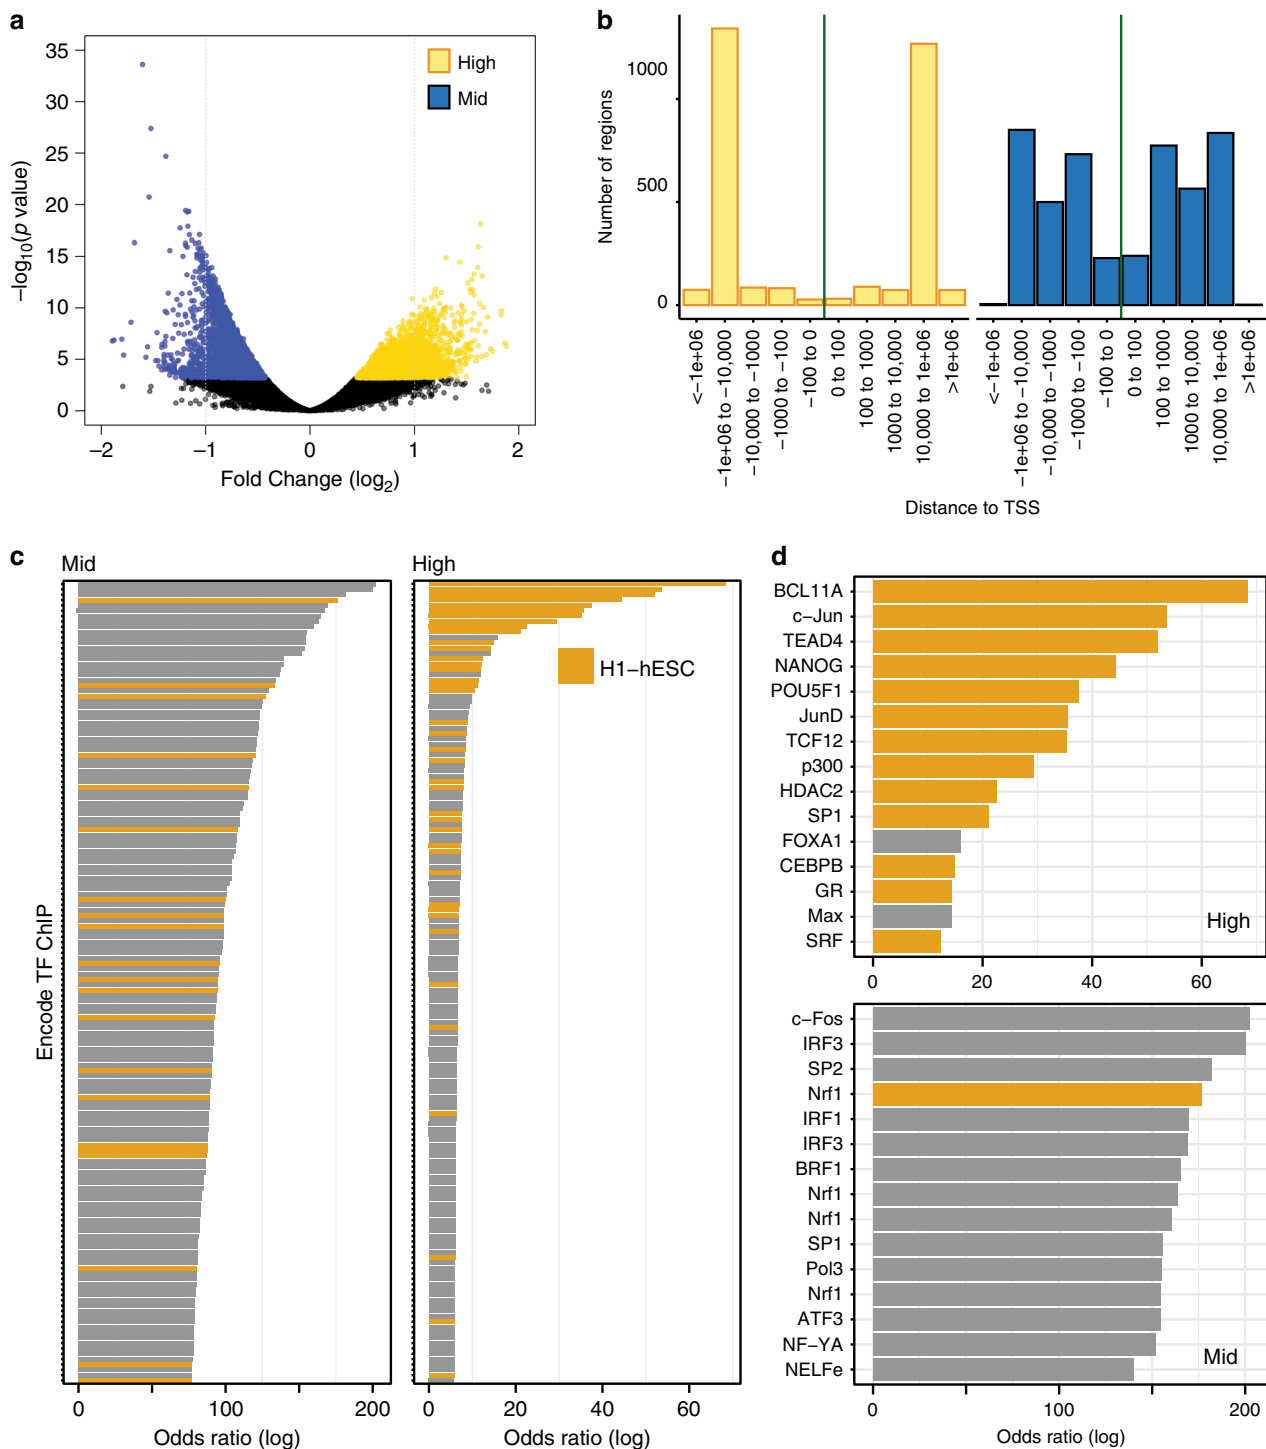 a
35
30
25
20
15
10
5
0
−log10(p value)
High
Mid
−2
−1
0
1
2
Fold Change (log2)
b
1000
500
0
Number of regions
<−1e+06
−1e+06 to −10,000
−10,000 to −1000
−1000 to −100
−100 to 0
0 to 100
100 to 1000
1000 to 10,000
10,000 to 1e+06
>1e+06
<−1e+06
−1e+06 to −10,000
−10,000 to −1000
−1000 to −100
−100 to 0
0 to 100
100 to 1000
1000 to 10,000
10,000 to 1e+06
>1e+06
Distance to TSS
c
Mid
High
H1−hESC
Encode TF ChIP
0
100
200
Odds ratio (log)
0
20
40
60
Odds ratio (log)
d
BCL11A
c−Jun
TEAD4
NANOG
POU5F1
JunD
TCF12
p300
HDAC2
SP1
FOXA1
CEBPB
GR
Max
SRF
High
0
20
40
60
c−Fos
IRF3
SP2
Nrf1
IRF1
IRF3
BRF1
Nrf1
Nrf1
SP1
Pol3
Nrf1
ATF3
NF−YA
NELFe
Mid
0
100
200
Odds ratio (log)